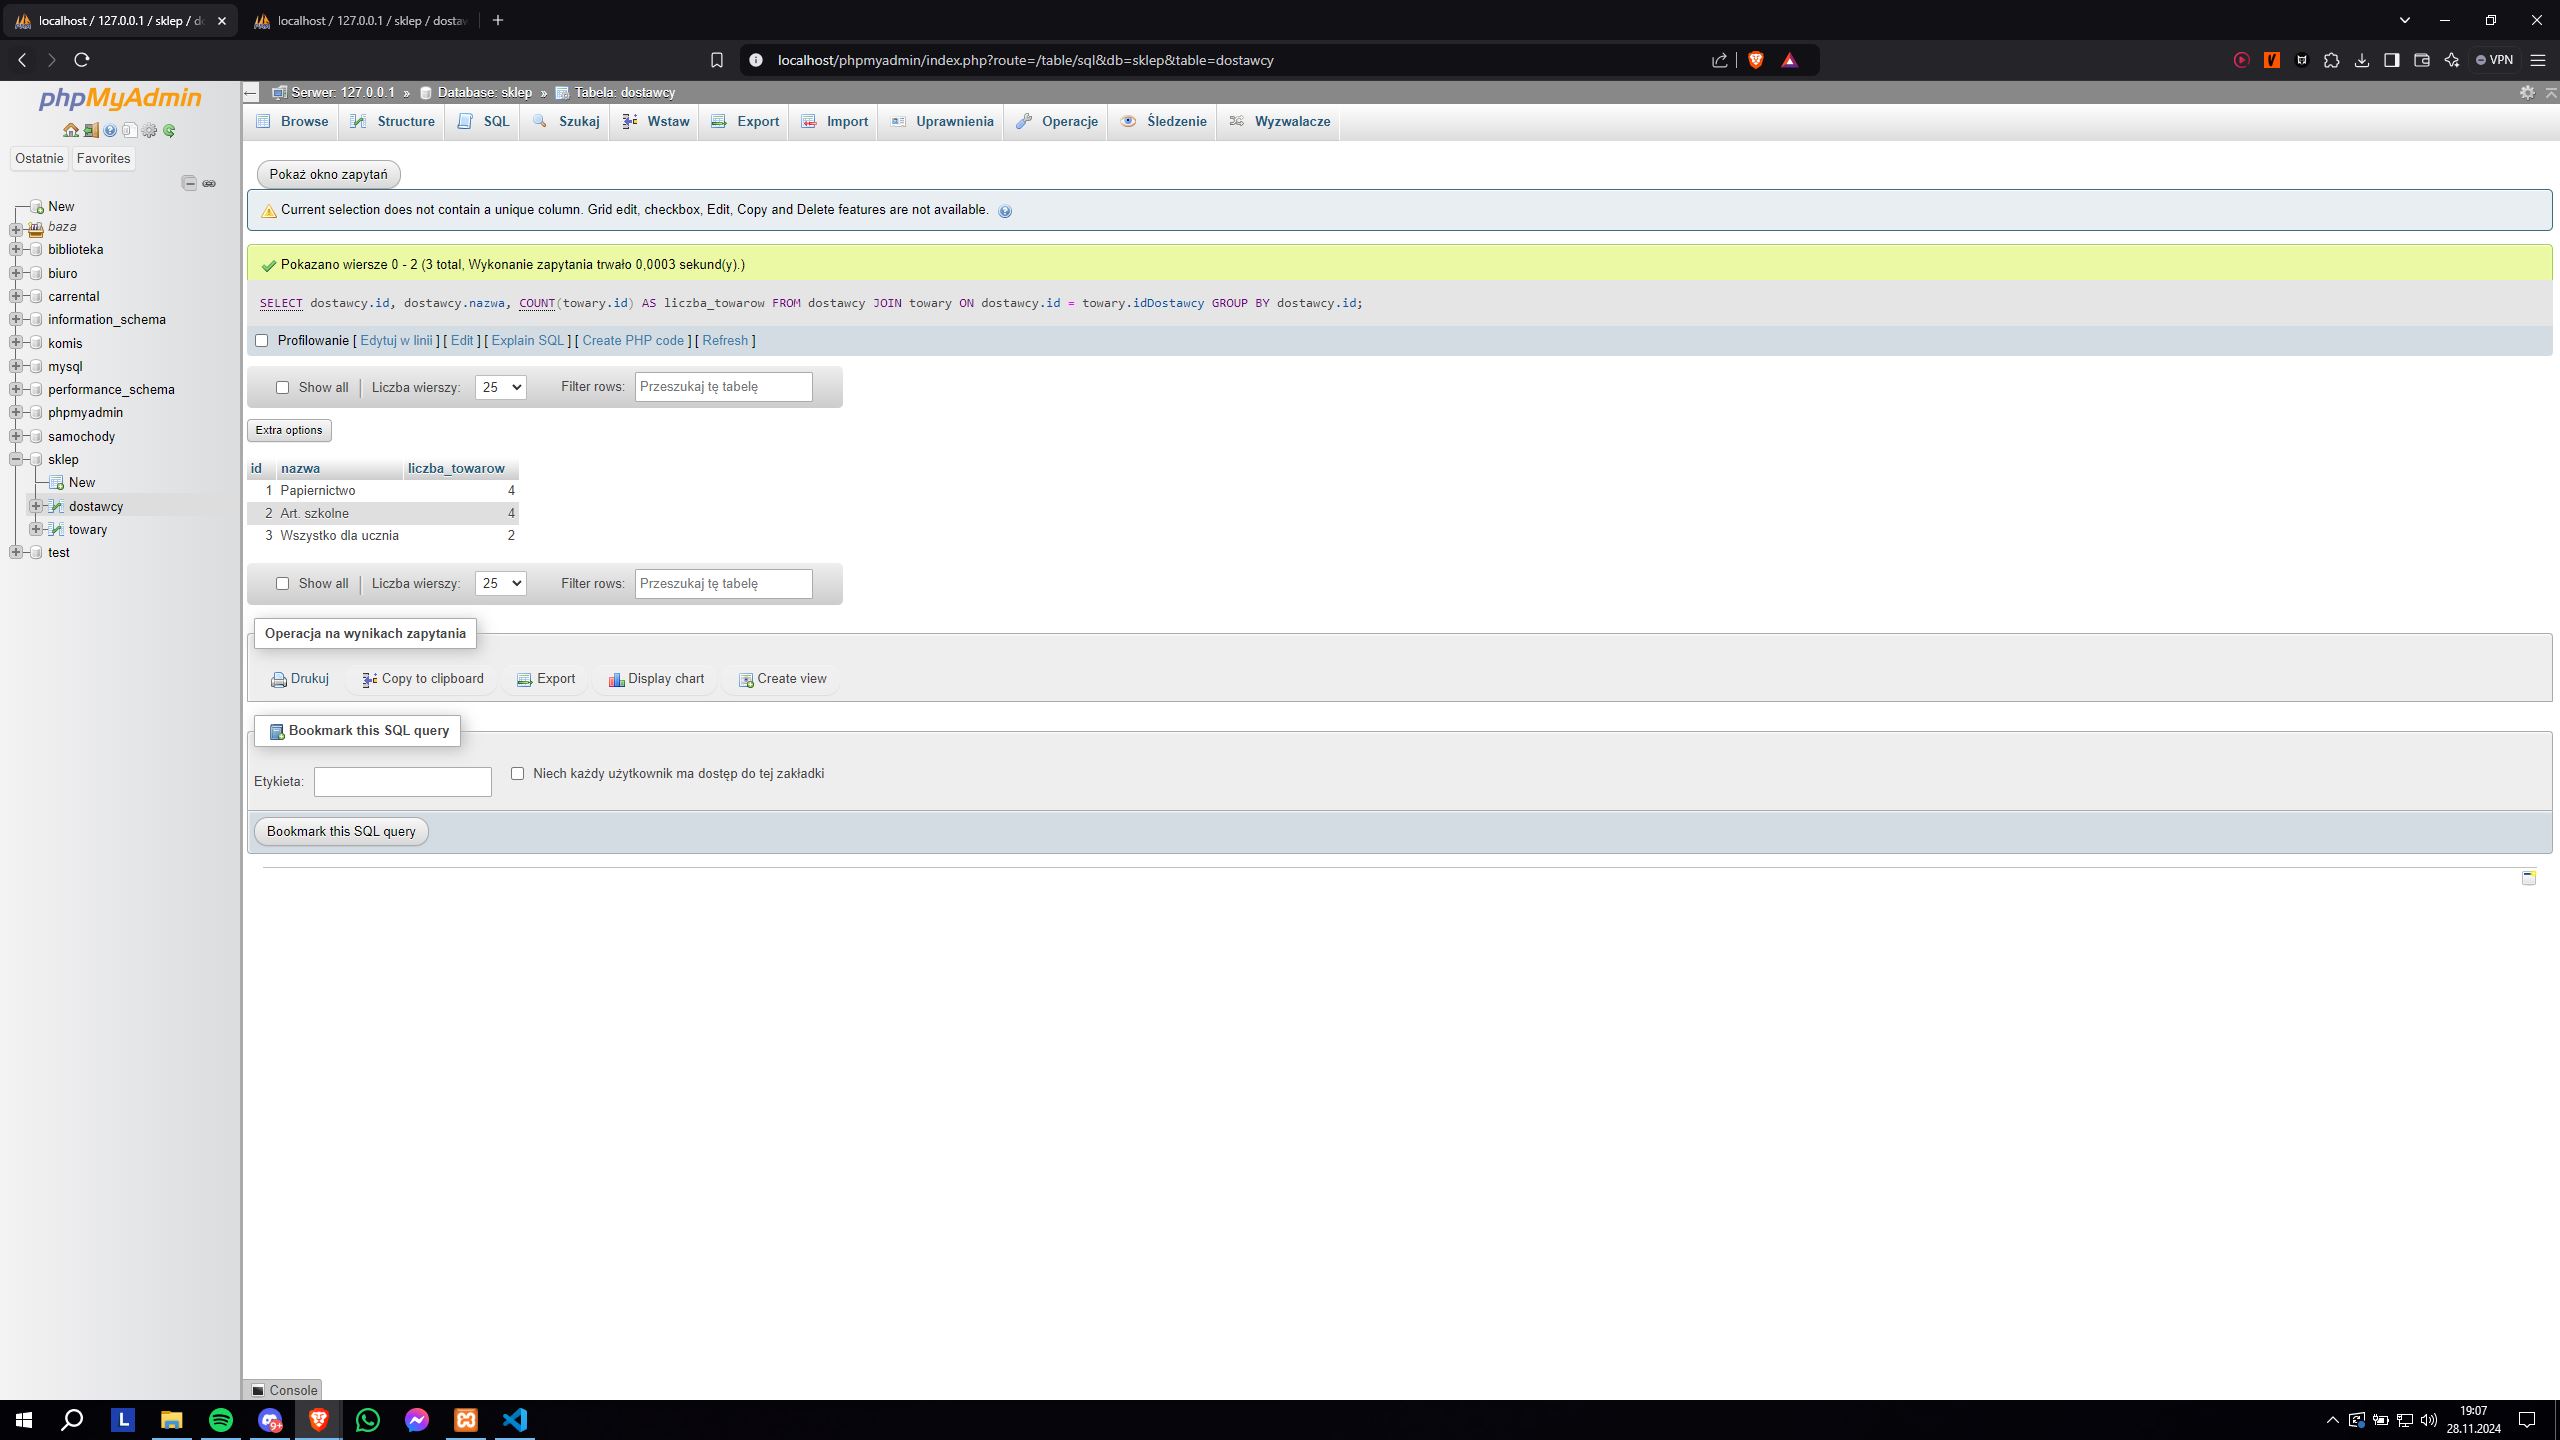 localhost / 127.0.0.1 / sklep / do
localhost / 127.0.0.1 / sklep / dostaw
localhost/phpmyadmin/index.php?route=/table/sql&db=sklep&table=dostawcy
VPN
phpMyAdmin
Serwer: 127.0.0.1 » Database: sklep » Tabela: dostawcy
Browse Structure SQL Szukaj Wstaw Export Import Uprawnienia Operacje Śledzenie Wyzwalacze
Ostatnie Favorites
New
baza
biblioteka
biuro
carrental
information_schema
komis
mysql
performance_schema
phpmyadmin
samochody
sklep
New
dostawcy
towary
test
Pokaż okno zapytań
Current selection does not contain a unique column. Grid edit, checkbox, Edit, Copy and Delete features are not available.
Pokazano wiersze 0 - 2 (3 total, Wykonanie zapytania trwało 0,0003 sekund(y).)
SELECT dostawcy.id, dostawcy.nazwa, COUNT(towary.id) AS liczba_towarow FROM dostawcy JOIN towary ON dostawcy.id = towary.idDostawcy GROUP BY dostawcy.id;
Profilowanie [ Edytuj w linii ] [ Edit ] [ Explain SQL ] [ Create PHP code ] [ Refresh ]
Show all Liczba wierszy: 25 Filter rows: Przeszukaj tę tabelę
Extra options
id nazwa liczba_towarow
1 Papiernictwo 4
2 Art. szkolne 4
3 Wszystko dla ucznia 2
Show all Liczba wierszy: 25 Filter rows: Przeszukaj tę tabelę
Operacja na wynikach zapytania
Drukuj Copy to clipboard Export Display chart Create view
Bookmark this SQL query
Etykieta: Niech każdy użytkownik ma dostęp do tej zakładki
Bookmark this SQL query
Console
L
9+
19:07
28.11.2024